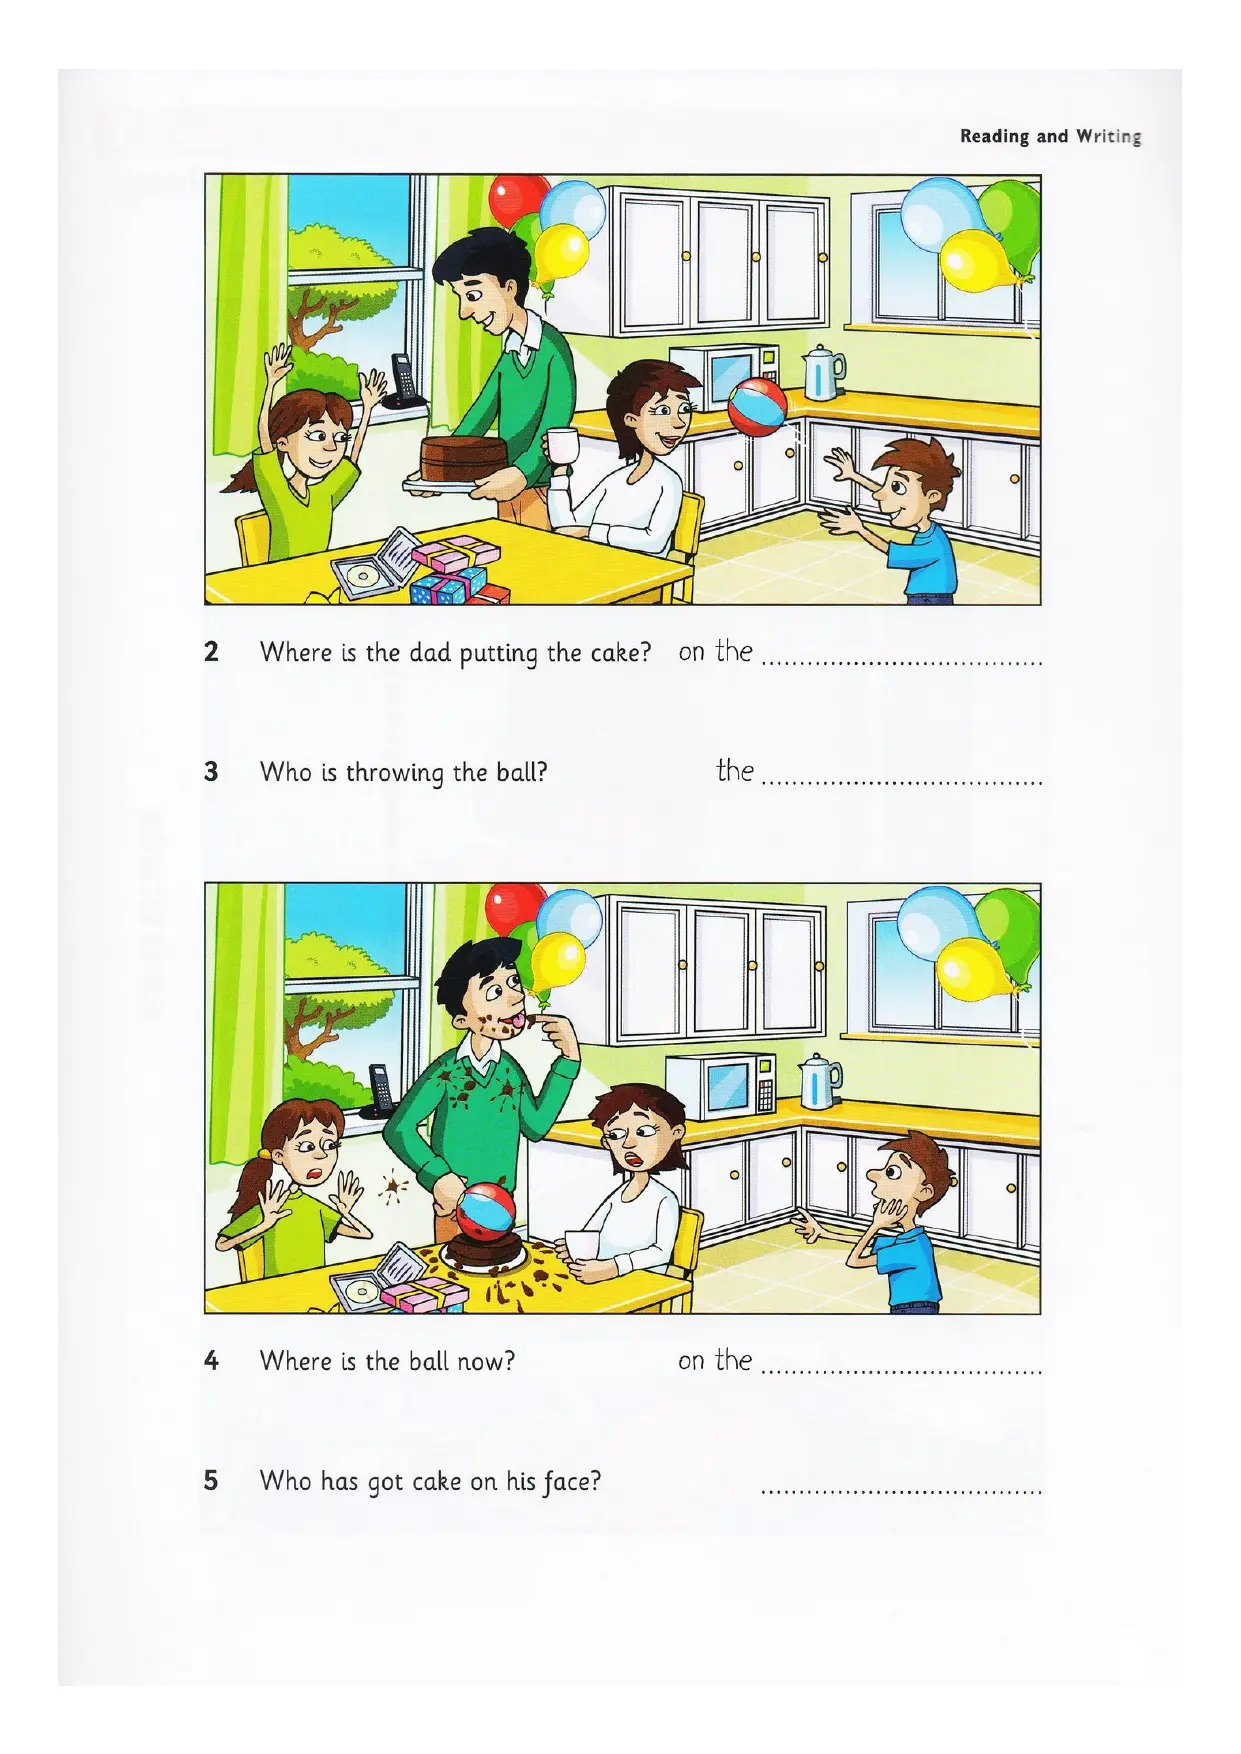 Reading and Writing
2 Where is the dad putting the cake? on the ......................................
3 Who is throwing the ball? the ......................................
4 Where is the ball now? on the ......................................
5 Who has got cake on his face? ......................................